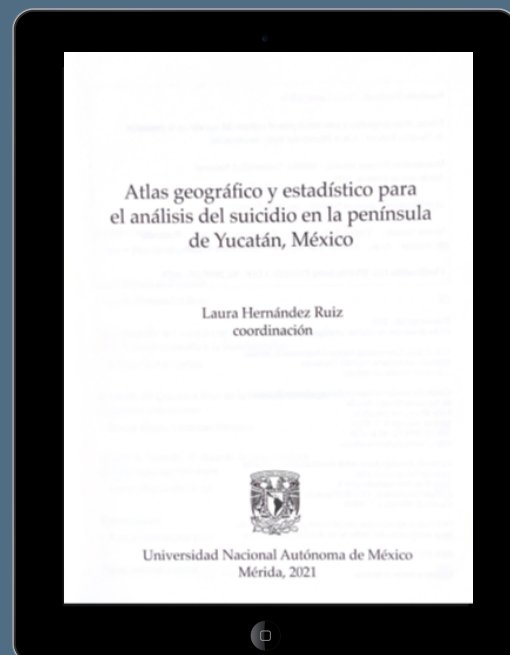 Atlas geográfico y estadístico para
el análisis del suicidio en la península
de Yucatán, México
Laura Hernández Ruiz
coordinación
Universidad Nacional Autónoma de México
Mérida, 2021